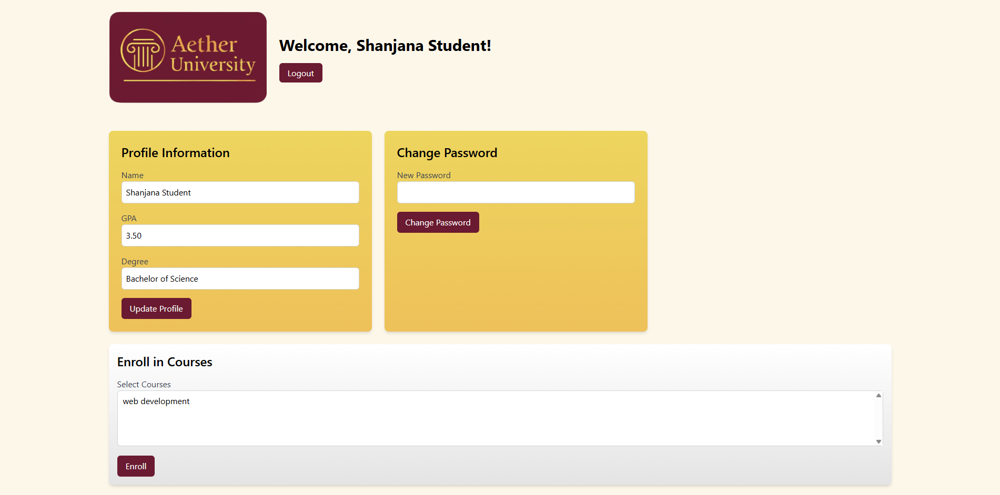 Aether
University
Welcome, Shanjana Student!
Logout
Profile Information
Name
Shanjana Student
GPA
3.50
Degree
Bachelor of Science
Update Profile
Change Password
New Password
Change Password
Enroll in Courses
Select Courses
web development
Enroll